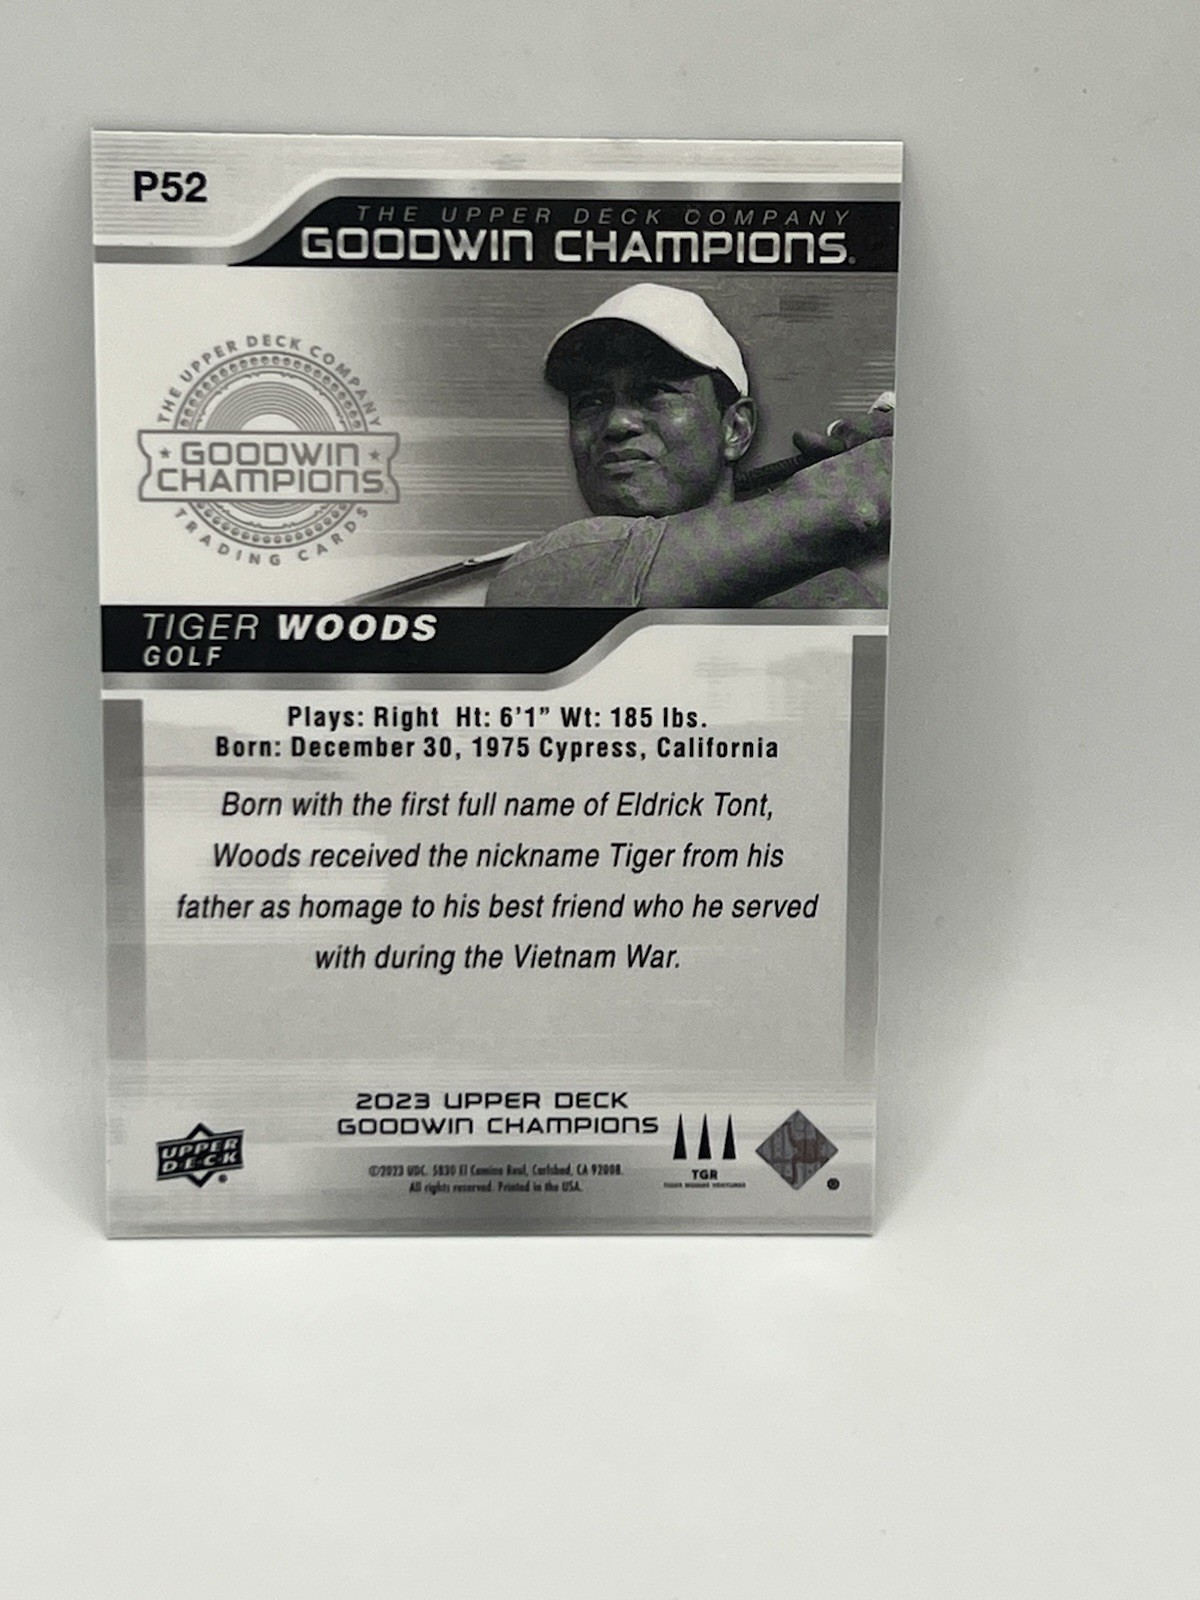 P52
THE UPPER DECK COMPANY
GOODWIN CHAMPIONS.
THE UPPER DECK COMPANY
GOODWIN
CHAMPIONS
TRADING CARDS
TIGER WOODS
GOLF
Plays: Right Ht: 6'1” Wt: 185 lbs.
Born: December 30, 1975 Cypress, California
Born with the first full name of Eldrick Tont,
Woods received the nickname Tiger from his
father as homage to his best friend who he served
with during the Vietnam War.
2023 UPPER DECK
GOODWIN CHAMPIONS
UPPER
DECK
©2023 UDC. 5830 El Camino Real, Carlsbad, CA 92008.
All rights reserved. Printed in the USA.
TGR
TIGER WOODS VENTURES